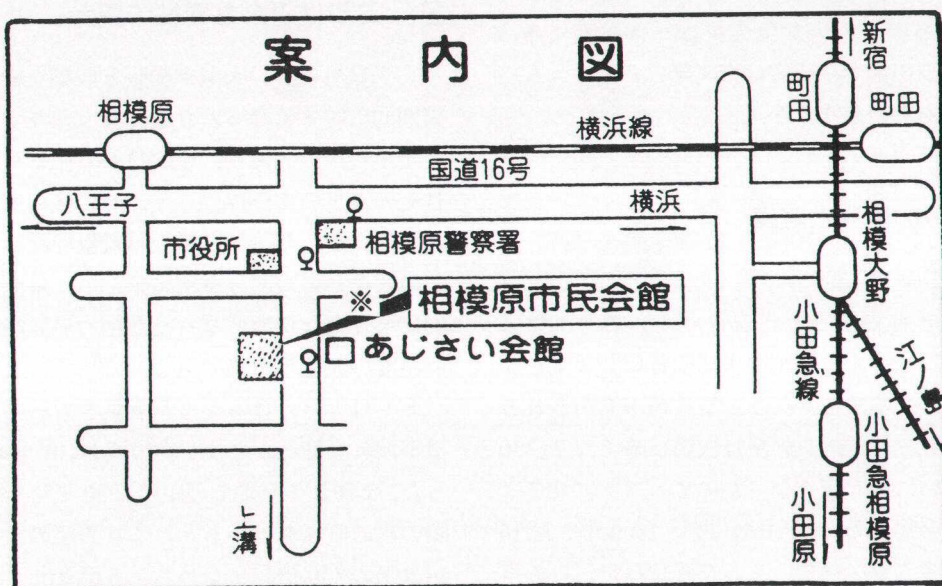 案内図
新宿
町田
町田
相模原
横浜線
国道16号
八王子
横浜
相模大野
市役所
相模原警察署
※
相模原市民会館
あじさい会館
小田急線
江ノ島
小田急相模原
小田原
上溝